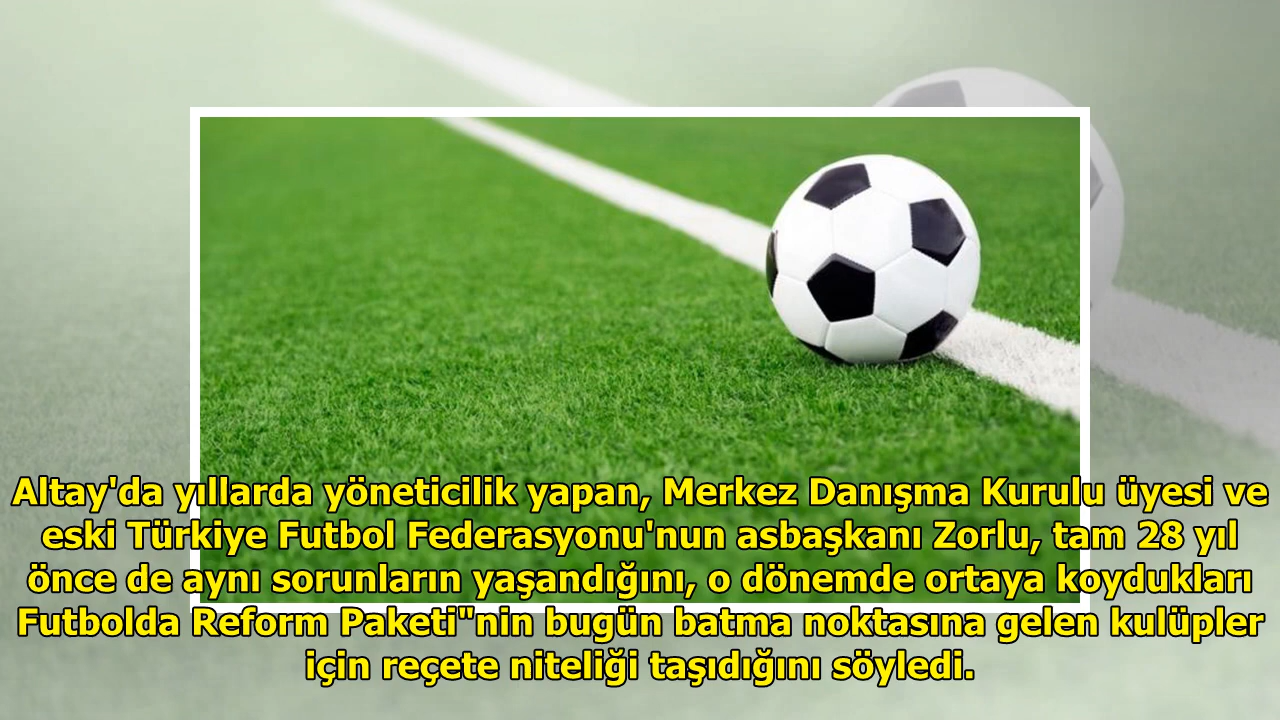 Altay'da yıllarda yöneticilik yapan, Merkez Danışma Kurulu üyesi ve
eski Türkiye Futbol Federasyonu'nun asbaşkanı Zorlu, tam 28 yıl
önce de aynı sorunların yaşandığını, o dönemde ortaya koydukları
Futbolda Reform Paketi"nin bugün batma noktasına gelen kulüpler
için reçete niteliği taşıdığını söyledi.